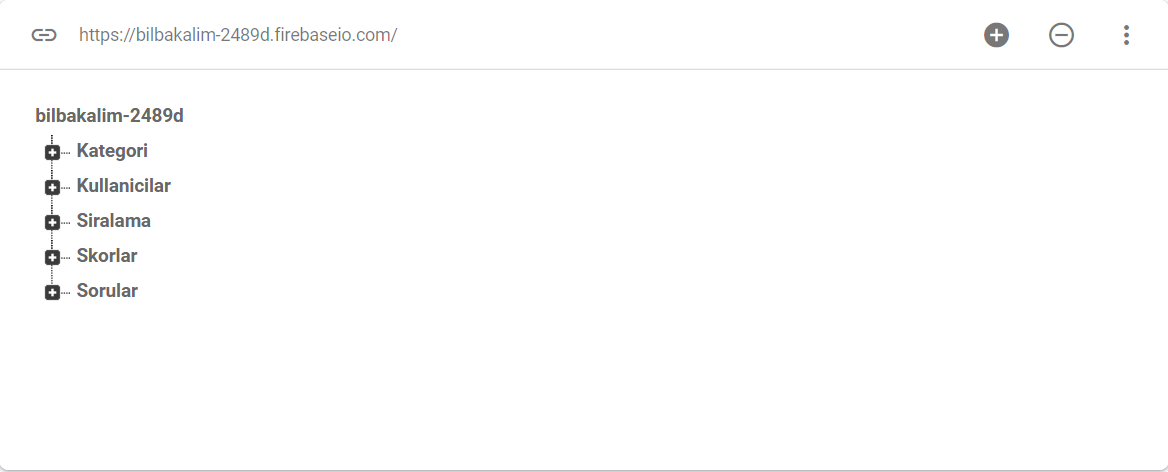 https://bilbakalim-2489d.firebaseio.com/
bilbakalim-2489d
Kategori
Kullanicilar
Siralama
Skorlar
Sorular